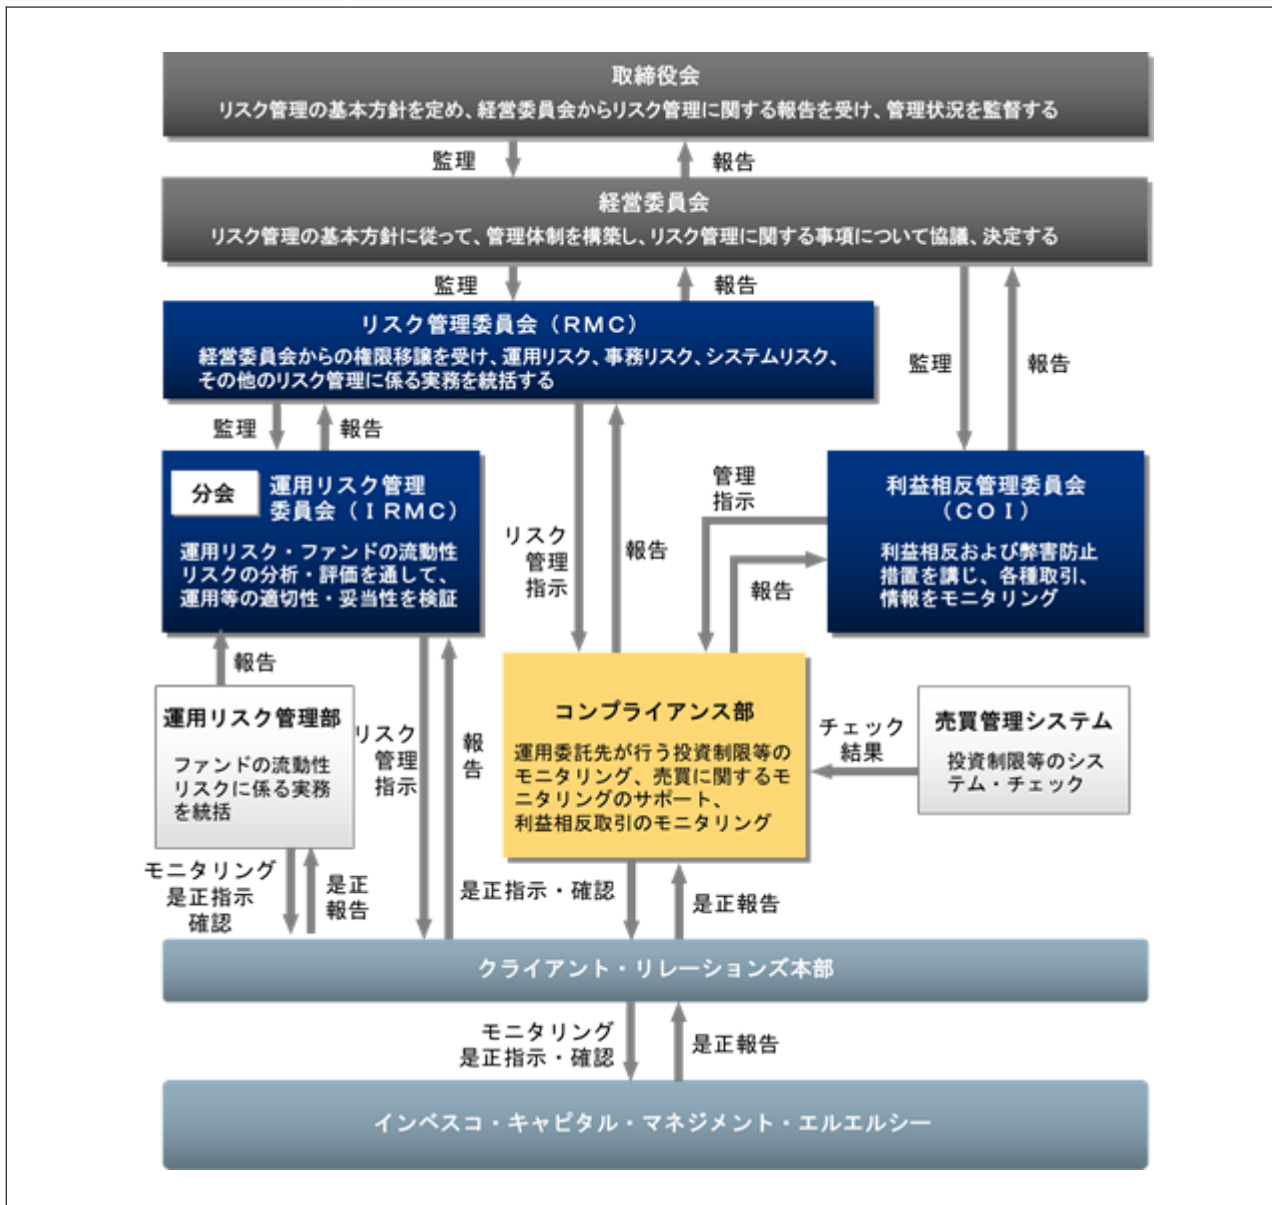 取締役会
リスク管理の基本方針を定め、経営委員会からリスク管理に関する報告を受け、管理状況を監督する
監理
報告
経営委員会
リスク管理の基本方針に従って、管理体制を構築し、リスク管理に関する事項について協議、決定する
監理
報告
リスク管理委員会（RMC）
経営委員会からの権限移譲を受け、運用リスク、事務リスク、システムリスク、
その他のリスク管理に係る実務を統括する
監理
報告
監理
報告
分会
運用リスク管理
委員会（IRMC）
運用リスク・ファンドの流動性
リスクの分析・評価を通して、
運用等の適切性・妥当性を検証
リスク
管理
指示
報告
管理
指示
報告
利益相反管理委員会
（COI）
利益相反および弊害防止
措置を講じ、各種取引、
情報をモニタリング
報告
運用リスク管理部
ファンドの流動性
リスクに係る実務
を統括
リスク
管理
指示
報
告
コンプライアンス部
運用委託先が行う投資制限等の
モニタリング、売買に関するモ
ニタリングのサポート、
利益相反取引のモニタリング
チェック
結果
売買管理システム
投資制限等のシス
テム・チェック
モニタリング
是正指示
確認
是正
報告
是正指示・確認
是正報告
クライアント・リレーションズ本部
モニタリング
是正指示・確認
是正報告
インベスコ・キャピタル・マネジメント・エルエルシー